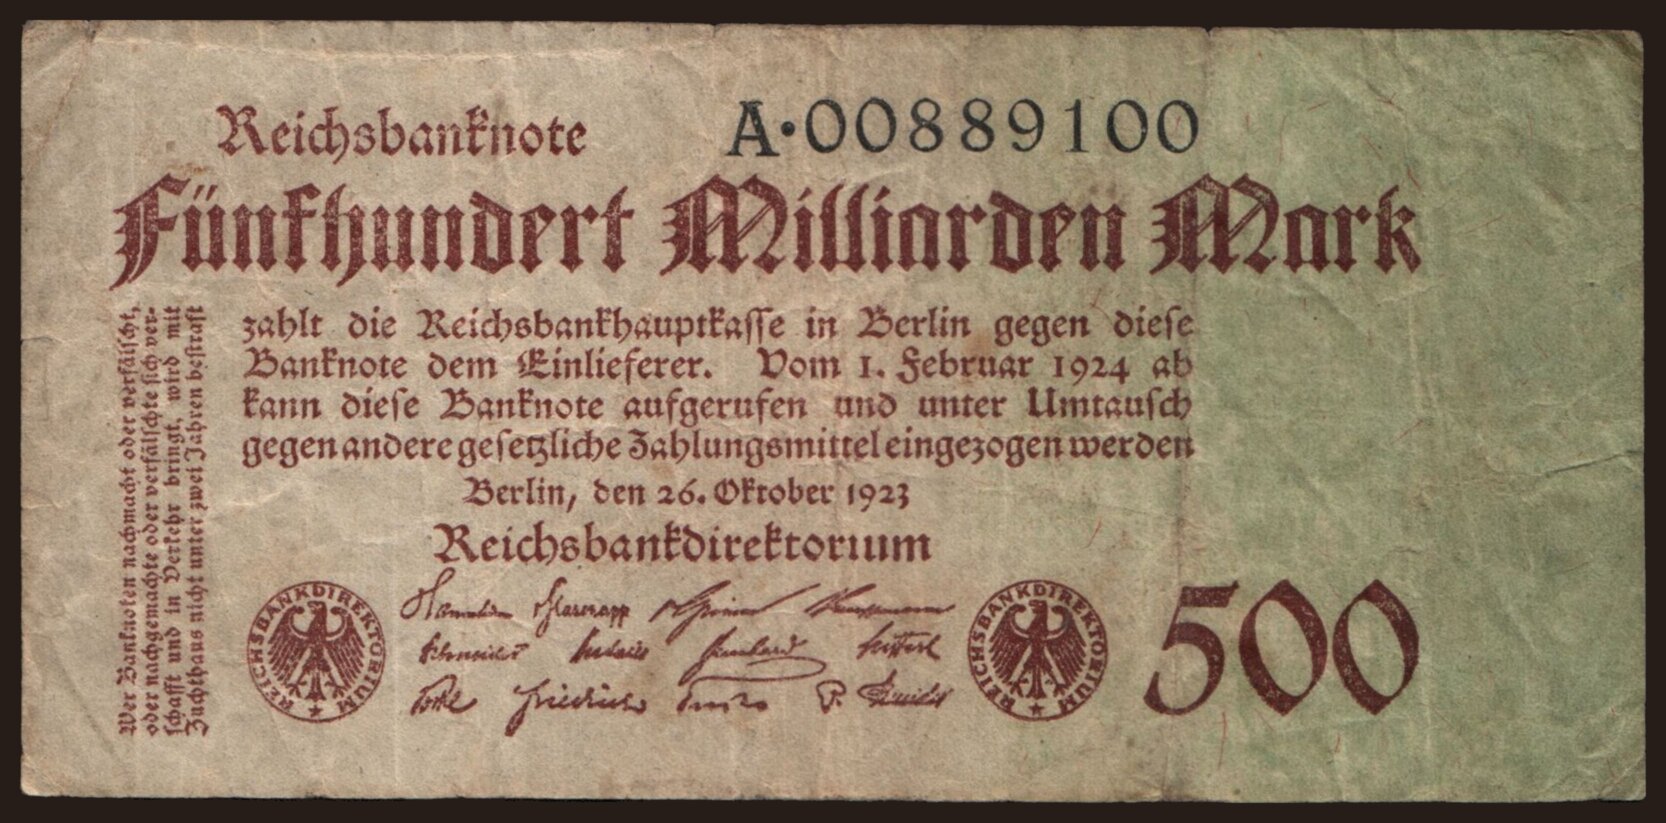 Reichsbanknote
A·00889100
Fünfhundert Milliarden Mark
zahlt die Reichsbankhauptkasse in Berlin gegen diese
Banknote dem Einlieferer. Vom 1. Februar 1924 ab
kann diese Banknote aufgerufen und unter Umtausch
gegen andere gesetzliche Zahlungsmittel eingezogen werden
Berlin, den 26. Oktober 1923
Reichsbankdirektorium
Wer Banknoten nachmacht oder verfälscht,
oder nachgemachte oder verfälschte sich ver-
schafft und in Verkehr bringt, wird mit
Zuchthaus nicht unter zwei Jahren bestraft
REICHSBANKDIREKTORIUM
Schneider
Friedrich
P. Schneider
REICHSBANKDIREKTORIUM
500